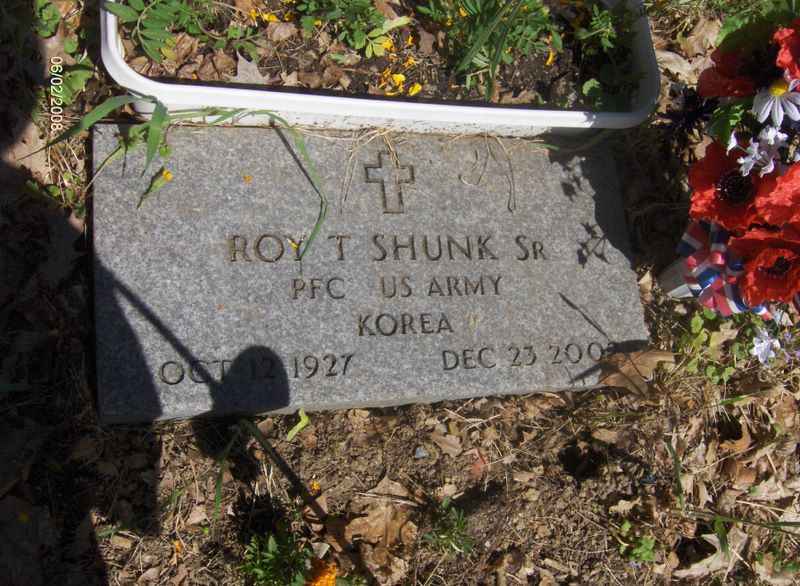 06/02/2008
ROY T SHUNK SR
PFC US ARMY
KOREA
OCT 12 1927 DEC 23